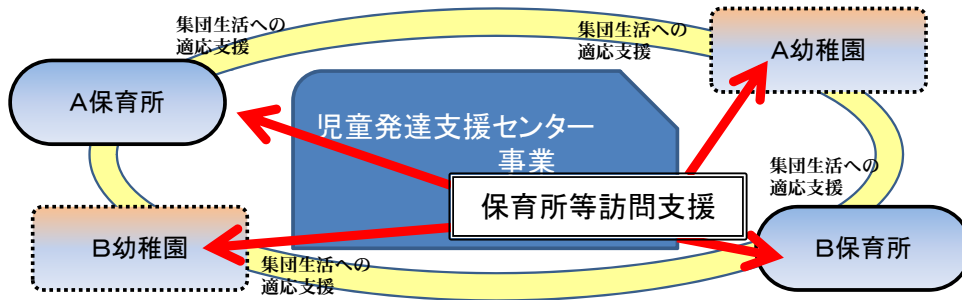 集団生活への
適応支援
集団生活への
適応支援
A幼稚園
A保育所
児童発達支援センター
事業
集団生活への
適応支援
保育所等訪問支援
B幼稚園
B保育所
集団生活への
適応支援